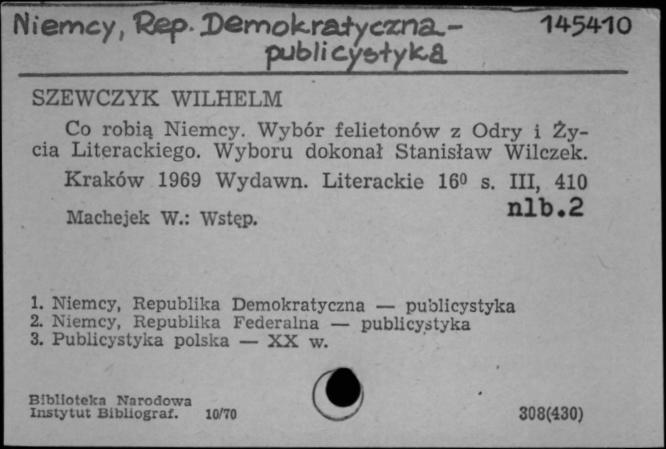 Niemcy, Rep. Demokratyczna - 145410
publicystyka
SZEWCZYK WILHELM
Co robią Niemcy. Wybór felietonów z Odry i Ży-
cia Literackiego. Wyboru dokonał Stanisław Wilczek.
Kraków 1969 Wydawn. Literackie 16⁰ s. III, 410
nlb.2
Machejek W.: Wstęp.
1. Niemcy, Republika Demokratyczna — publicystyka
2. Niemcy, Republika Federalna — publicystyka
3. Publicystyka polska — XX w.
Biblioteka Narodowa
Instytut Bibliograf. 10/70 308(430)